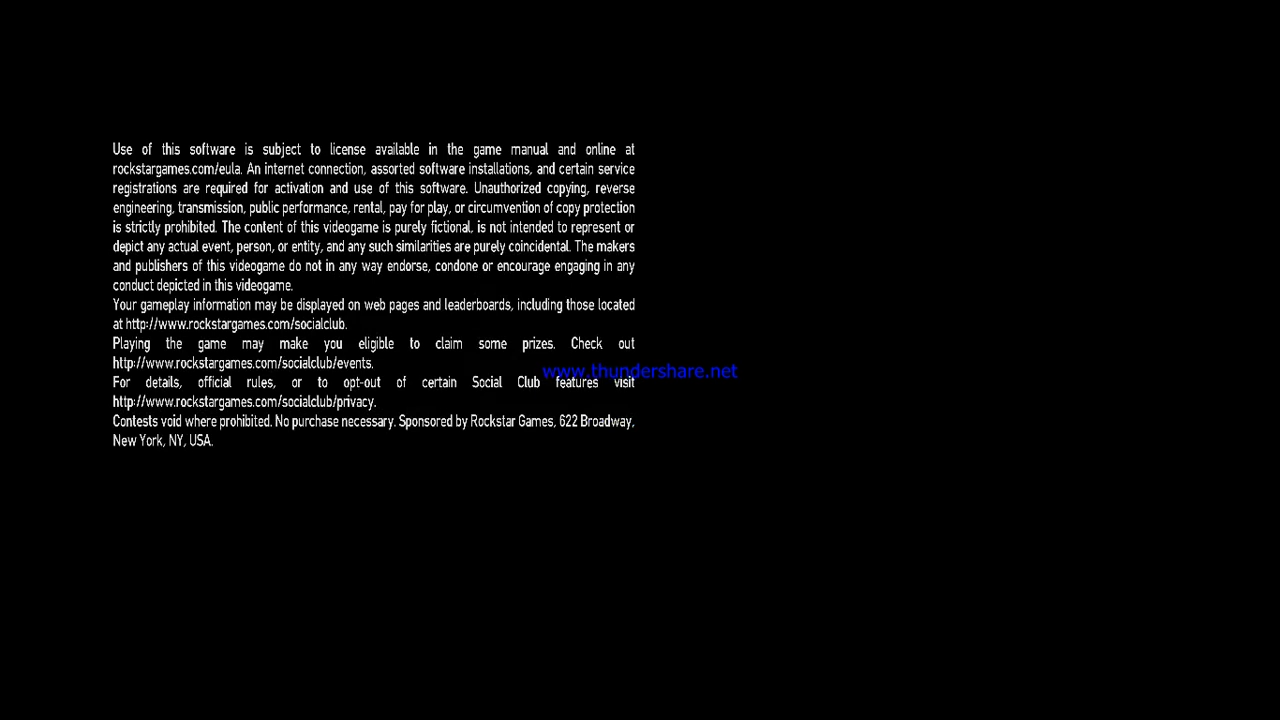 Use of this software is subject to license available in the game manual and online at
rockstargames.com/eula. An internet connection, assorted software installations, and certain service
registrations are required for activation and use of this software. Unauthorized copying, reverse
engineering, transmission, public performance, rental, pay for play, or circumvention of copy protection
is strictly prohibited. The content of this videogame is purely fictional, is not intended to represent or
depict any actual event, person, or entity, and any such similarities are purely coincidental. The makers
and publishers of this videogame do not in any way endorse, condone or encourage engaging in any
conduct depicted in this videogame.
Your gameplay information may be displayed on web pages and leaderboards, including those located
at http://www.rockstargames.com/socialclub.
Playing the game may make you eligible to claim some prizes. Check out
http://www.rockstargames.com/socialclub/events.
www.thundershare.net
For details, official rules, or to opt-out of certain Social Club features visit
http://www.rockstargames.com/socialclub/privacy.
Contests void where prohibited. No purchase necessary. Sponsored by Rockstar Games, 622 Broadway,
New York, NY, USA.